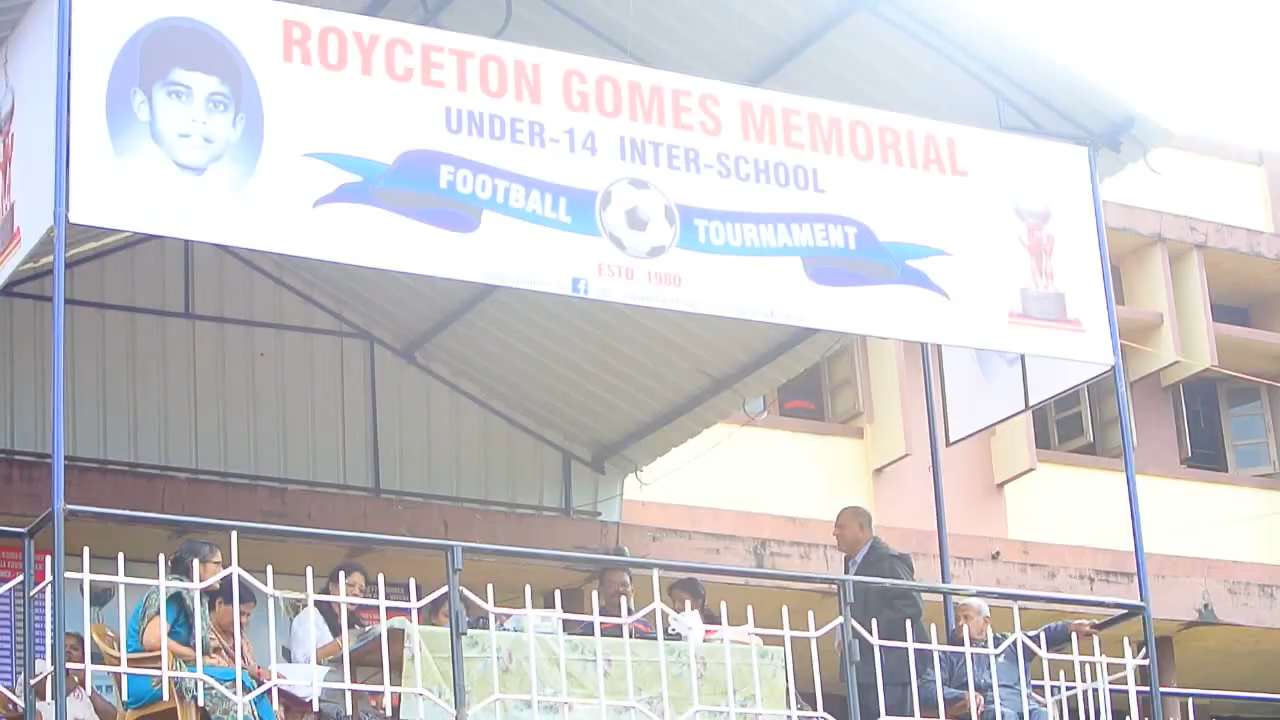 ROYCETON GOMES MEMORIAL
UNDER-14 INTER-SCHOOL
FOOTBALL TOURNAMENT
ESTD. 1980